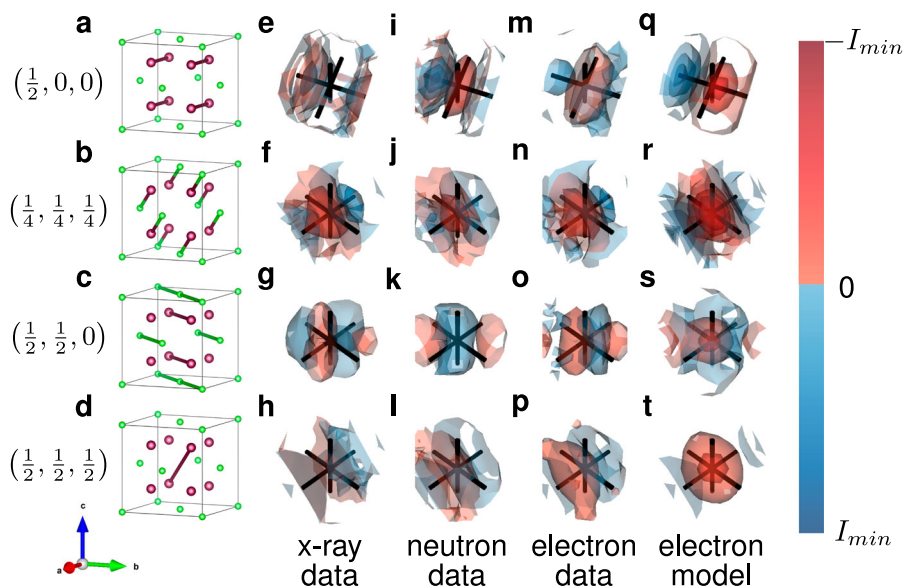 a e i m q
(1/2, 0, 0)
b f j n r
(1/4, 1/4, 1/4)
c g k o s
(1/2, 1/2, 0)
d h l p t
(1/2, 1/2, 1/2)
−I_min
0
I_min
c
a b
x-ray data
neutron data
electron data
electron model